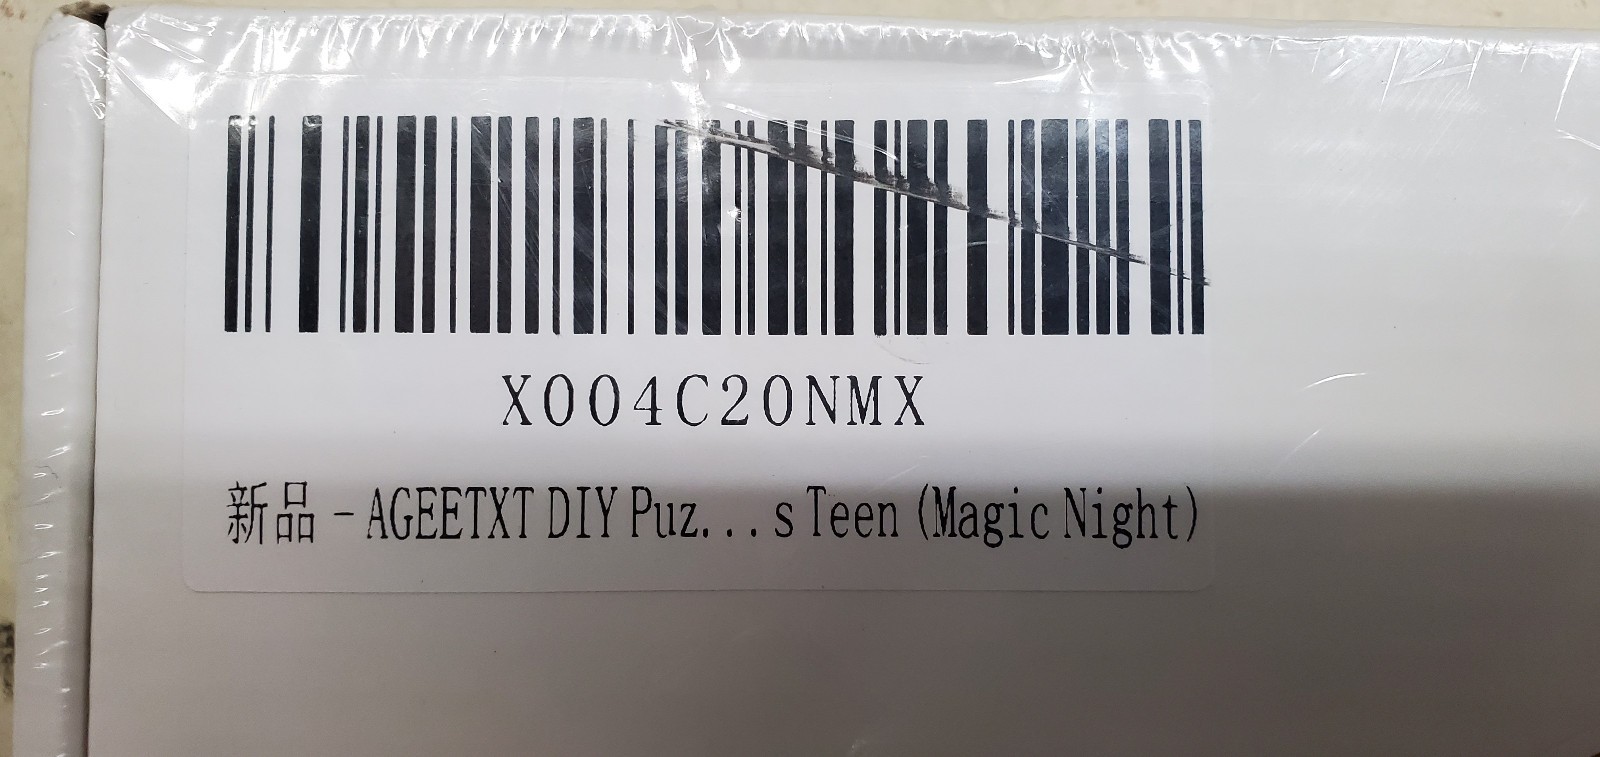 X004C20NMX
新品 - AGEETXT DIY Puz...s Teen (Magic Night)